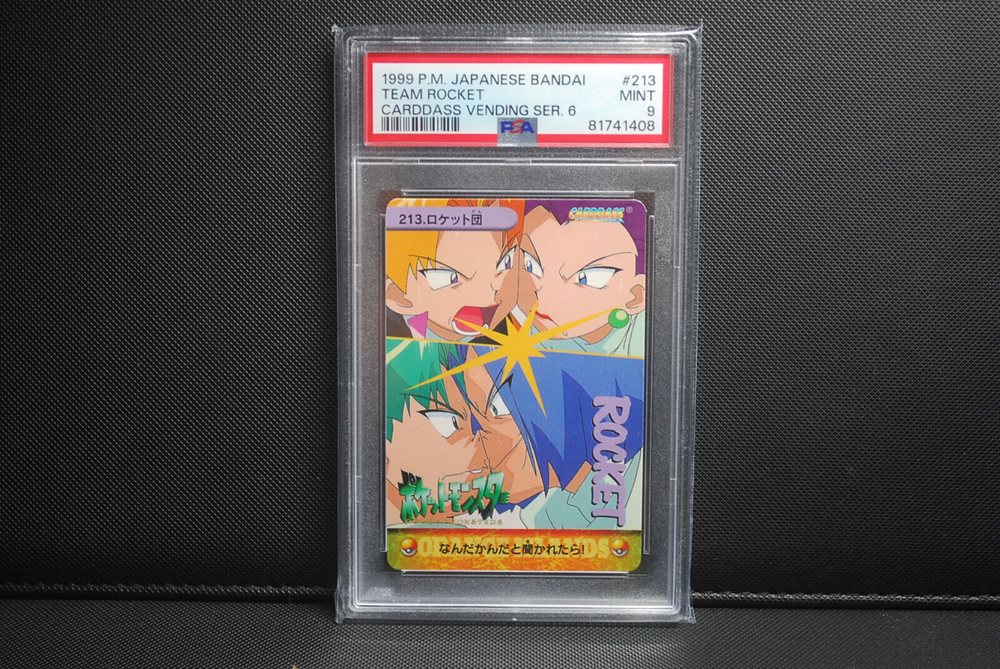 1999 P.M. JAPANESE BANDAI #213
TEAM ROCKET MINT
CARDDASS VENDING SER. 6 9
PSA 81741408
213.ロケット団
CARDDASS
ROCKET
ポケットモンスター
なんだかんだと聞かれたら!